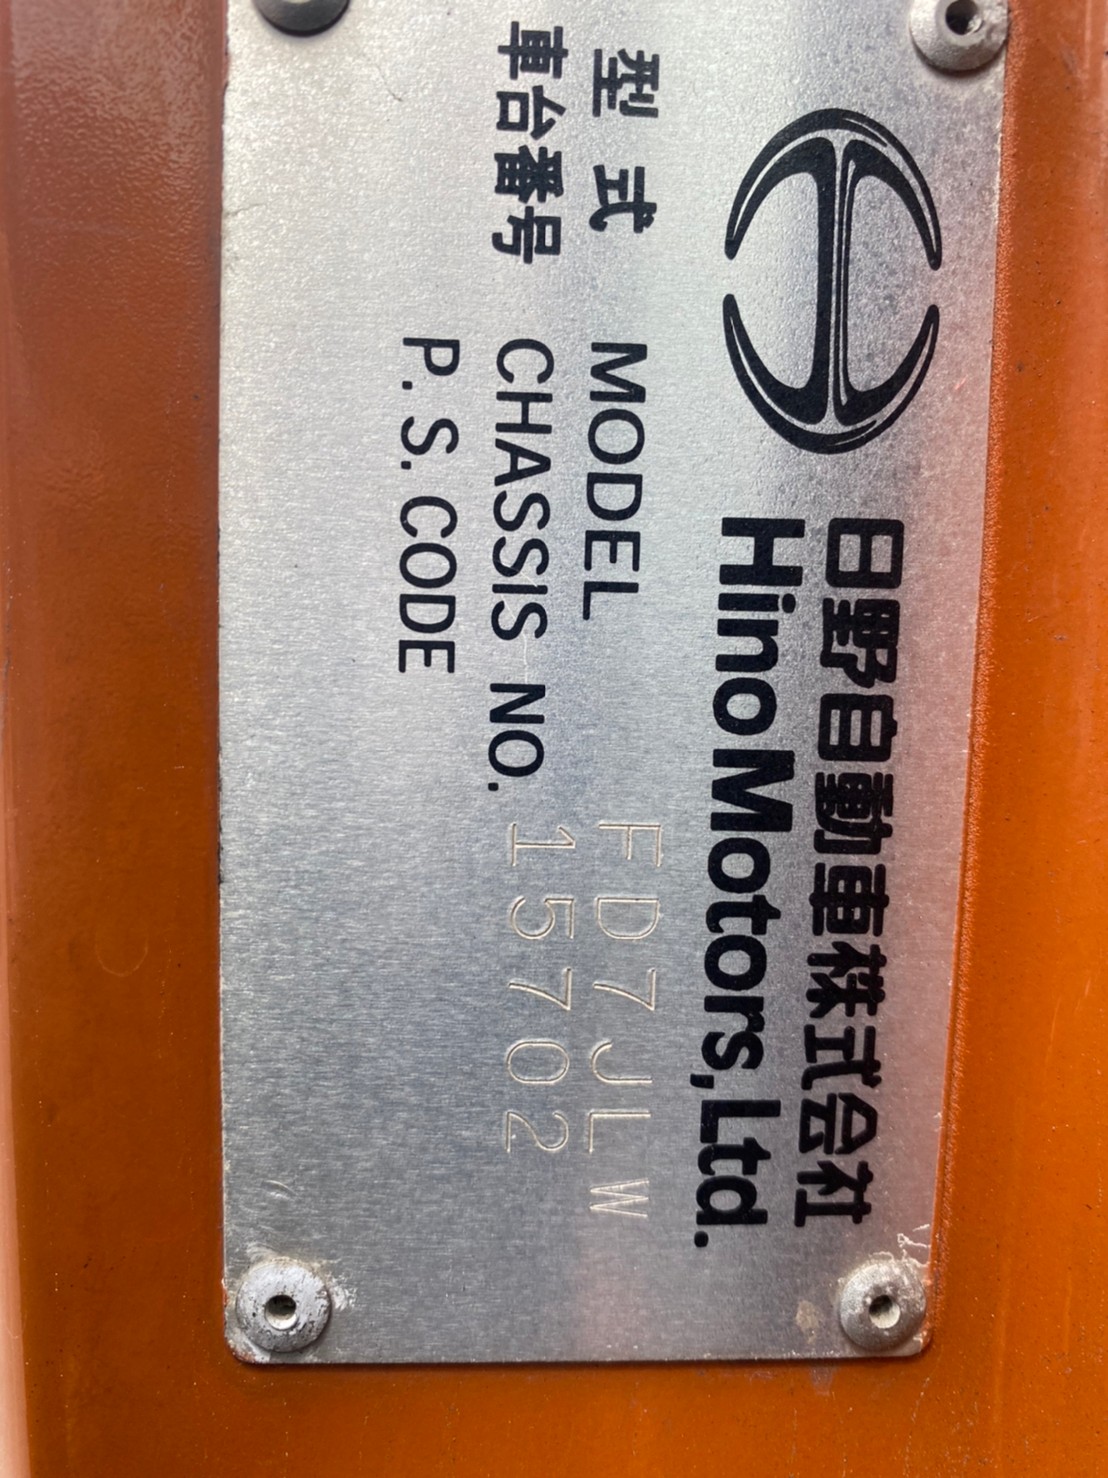 日野自動車株式会社
Hino Motors, Ltd.
型式 MODEL FD7JLW
車台番号 CHASSIS NO. 15702
P. S. CODE